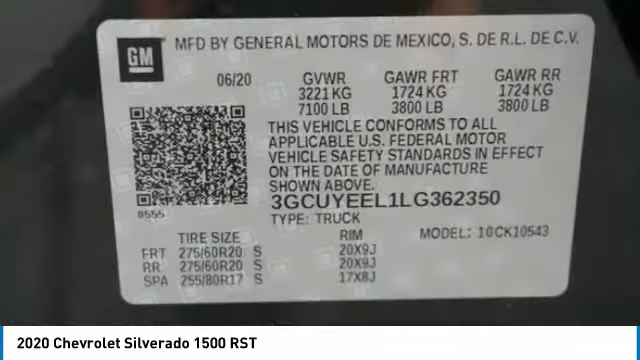 GM
MFD BY GENERAL MOTORS DE MEXICO, S. DE R.L. DE C.V.
06/20 GVWR GAWR FRT GAWR RR
3221 KG 1724 KG 1724 KG
7100 LB 3800 LB 3800 LB
THIS VEHICLE CONFORMS TO ALL
APPLICABLE U.S. FEDERAL MOTOR
VEHICLE SAFETY STANDARDS IN EFFECT
ON THE DATE OF MANUFACTURE
SHOWN ABOVE.
3GCUYEEL1LG362350
8555
TYPE: TRUCK
TIRE SIZE RIM MODEL: 10CK10543
FRT 275/60R20 S 20X9J
RR 275/60R20 S 20X9J
SPA 255/80R17 S 17X8J
2020 Chevrolet Silverado 1500 RST